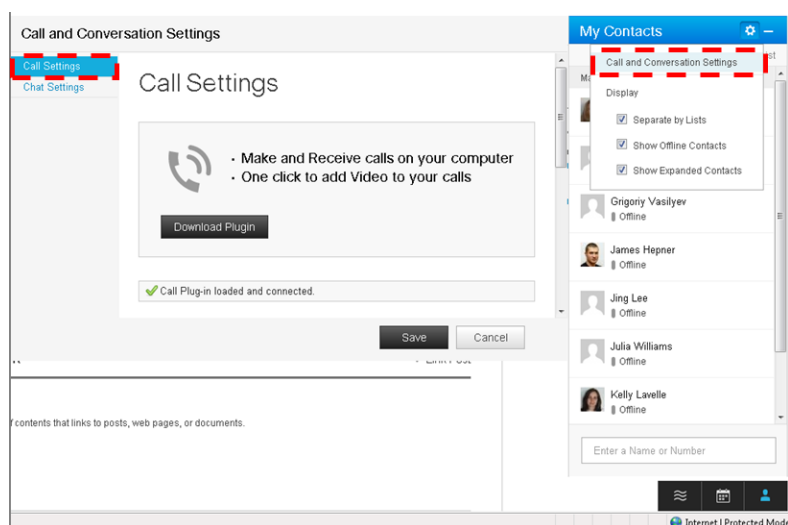 Call and Conversation Settings
Call Settings
Chat Settings
Call Settings
· Make and Receive calls on your computer
· One click to add Video to your calls
Download Plugin
Call Plug-in loaded and connected.
Save
Cancel
contents that links to posts, web pages, or documents.
My Contacts
Call and Conversation Settings
Display
Separate by Lists
Show Offline Contacts
Show Expanded Contacts
Grigoriy Vasilyev
Offline
James Hepner
Offline
Jing Lee
Offline
Julia Williams
Offline
Kelly Lavelle
Offline
Enter a Name or Number
Internet | Protected Mode